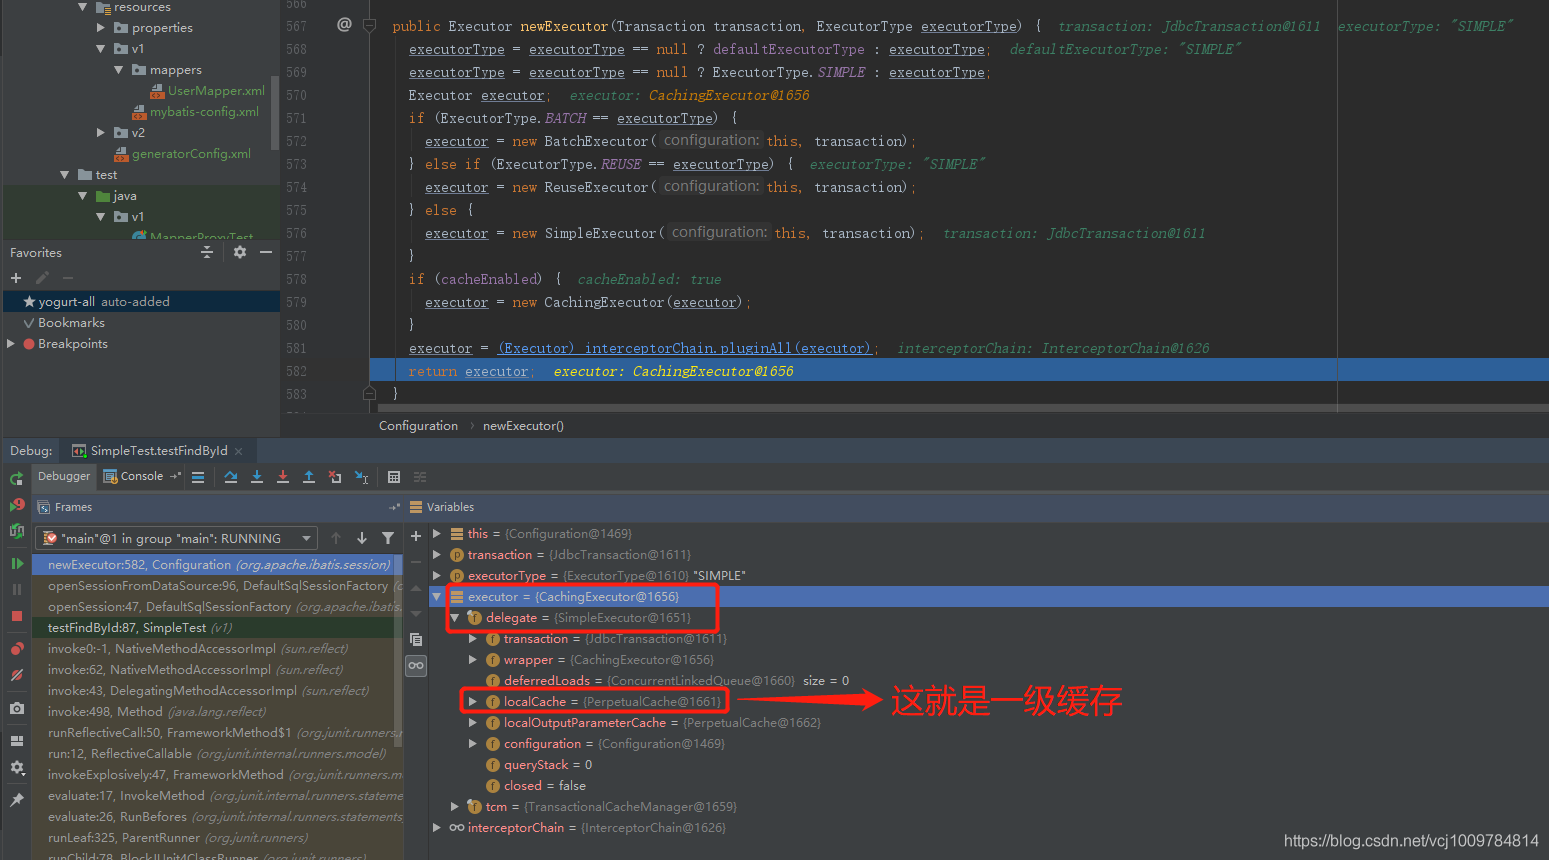 resources
properties
v1
mappers
UserMapper.xml
mybatis-config.xml
v2
generatorConfig.xml
test
java
v1
MapperProxyTest
Favorites
yogurt-all auto-added
Bookmarks
Breakpoints
566
567 @ public Executor newExecutor(Transaction transaction, ExecutorType executorType) { transaction: JdbcTransaction@1611 executorType: "SIMPLE"
568 executorType = executorType == null ? defaultExecutorType : executorType; defaultExecutorType: "SIMPLE"
569 executorType = executorType == null ? ExecutorType.SIMPLE : executorType;
570 Executor executor; executor: CachingExecutor@1656
571 if (ExecutorType.BATCH == executorType) {
572 executor = new BatchExecutor( configuration: this, transaction);
573 } else if (ExecutorType.REUSE == executorType) { executorType: "SIMPLE"
574 executor = new ReuseExecutor( configuration: this, transaction);
575 } else {
576 executor = new SimpleExecutor( configuration: this, transaction); transaction: JdbcTransaction@1611
577 }
578 if (cacheEnabled) { cacheEnabled: true
579 executor = new CachingExecutor(executor);
580 }
581 executor = (Executor) interceptorChain.pluginAll(executor); interceptorChain: InterceptorChain@1626
582 return executor; executor: CachingExecutor@1656
583 }
Configuration › newExecutor()
Debug: SimpleTest.testFindById ×
Debugger Console
Frames
"main"@1 in group "main": RUNNING
newExecutor:582, Configuration (org.apache.ibatis.session)
openSessionFromDataSource:96, DefaultSqlSessionFactory (o
openSession:47, DefaultSqlSessionFactory (org.apache.ibatis.
testFindById:87, SimpleTest (v1)
invoke0:-1, NativeMethodAccessorImpl (sun.reflect)
invoke:62, NativeMethodAccessorImpl (sun.reflect)
invoke:43, DelegatingMethodAccessorImpl (sun.reflect)
invoke:498, Method (java.lang.reflect)
runReflectiveCall:50, FrameworkMethod$1 (org.junit.runners.
run:12, ReflectiveCallable (org.junit.internal.runners.model)
invokeExplosively:47, FrameworkMethod (org.junit.runners.m
evaluate:17, InvokeMethod (org.junit.internal.runners.stateme
evaluate:26, RunBefores (org.junit.internal.runners.statements
runLeaf:325, ParentRunner (org.junit.runners)
runChild:78, BlockJUnit4ClassRunner (org.junit.runners)
Variables
this = {Configuration@1469}
transaction = {JdbcTransaction@1611}
executorType = {ExecutorType@1610} "SIMPLE"
executor = {CachingExecutor@1656}
delegate = {SimpleExecutor@1651}
transaction = {JdbcTransaction@1611}
wrapper = {CachingExecutor@1656}
deferredLoads = {ConcurrentLinkedQueue@1660} size = 0
localCache = {PerpetualCache@1661}
这就是一级缓存
localOutputParameterCache = {PerpetualCache@1662}
configuration = {Configuration@1469}
queryStack = 0
closed = false
tcm = {TransactionalCacheManager@1659}
interceptorChain = {InterceptorChain@1626}
https://blog.csdn.net/vcj1009784814